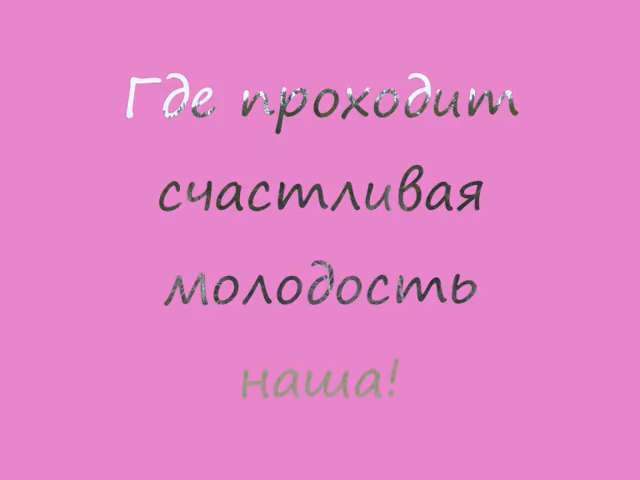 Где проходит
счастливая
молодость
наша!